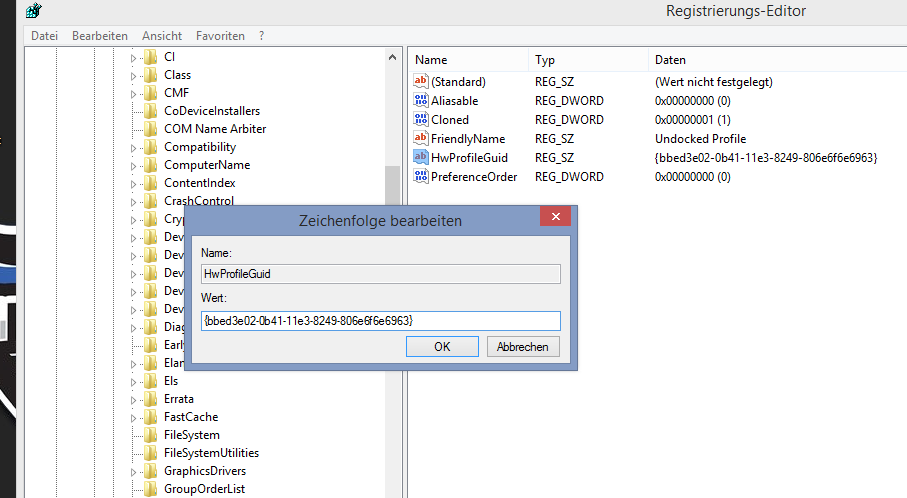 Registrierungs-Editor
Datei Bearbeiten Ansicht Favoriten ?
CI
Class
CMF
CoDeviceInstallers
COM Name Arbiter
Compatibility
ComputerName
ContentIndex
CrashControl
Cry
Dev
Dev
Dev
Dev
Dev
Diag
Early
Elan
Els
Errata
FastCache
FileSystem
FileSystemUtilities
GraphicsDrivers
GroupOrderList
Name Typ Daten
(Standard) REG_SZ (Wert nicht festgelegt)
Aliasable REG_DWORD 0x00000000 (0)
Cloned REG_DWORD 0x00000001 (1)
FriendlyName REG_SZ Undocked Profile
HwProfileGuid REG_SZ {bbed3e02-0b41-11e3-8249-806e6f6e6963}
PreferenceOrder REG_DWORD 0x00000000 (0)
Zeichenfolge bearbeiten
Name:
HwProfileGuid
Wert:
{bbed3e02-0b41-11e3-8249-806e6f6e6963}
OK Abbrechen